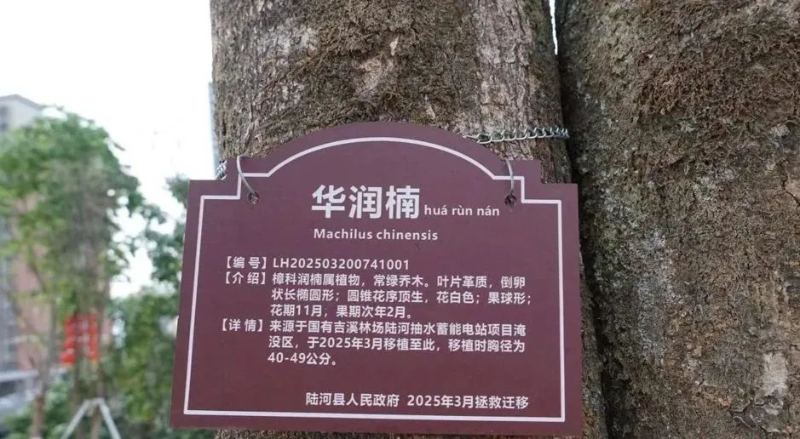 华润楠 huá rùn nán
Machilus chinensis
【编号】LH202503200741001
【介绍】樟科润楠属植物，常绿乔木。叶片革质，倒卵
状长椭圆形；圆锥花序顶生，花白色；果球形；
花期11月，果期次年2月。
【详情】来源于国有吉溪林场陆河抽水蓄能电站项目淹
没区，于2025年3月移植至此，移植时胸径为
40-49公分。
陆河县人民政府 2025年3月拯救迁移